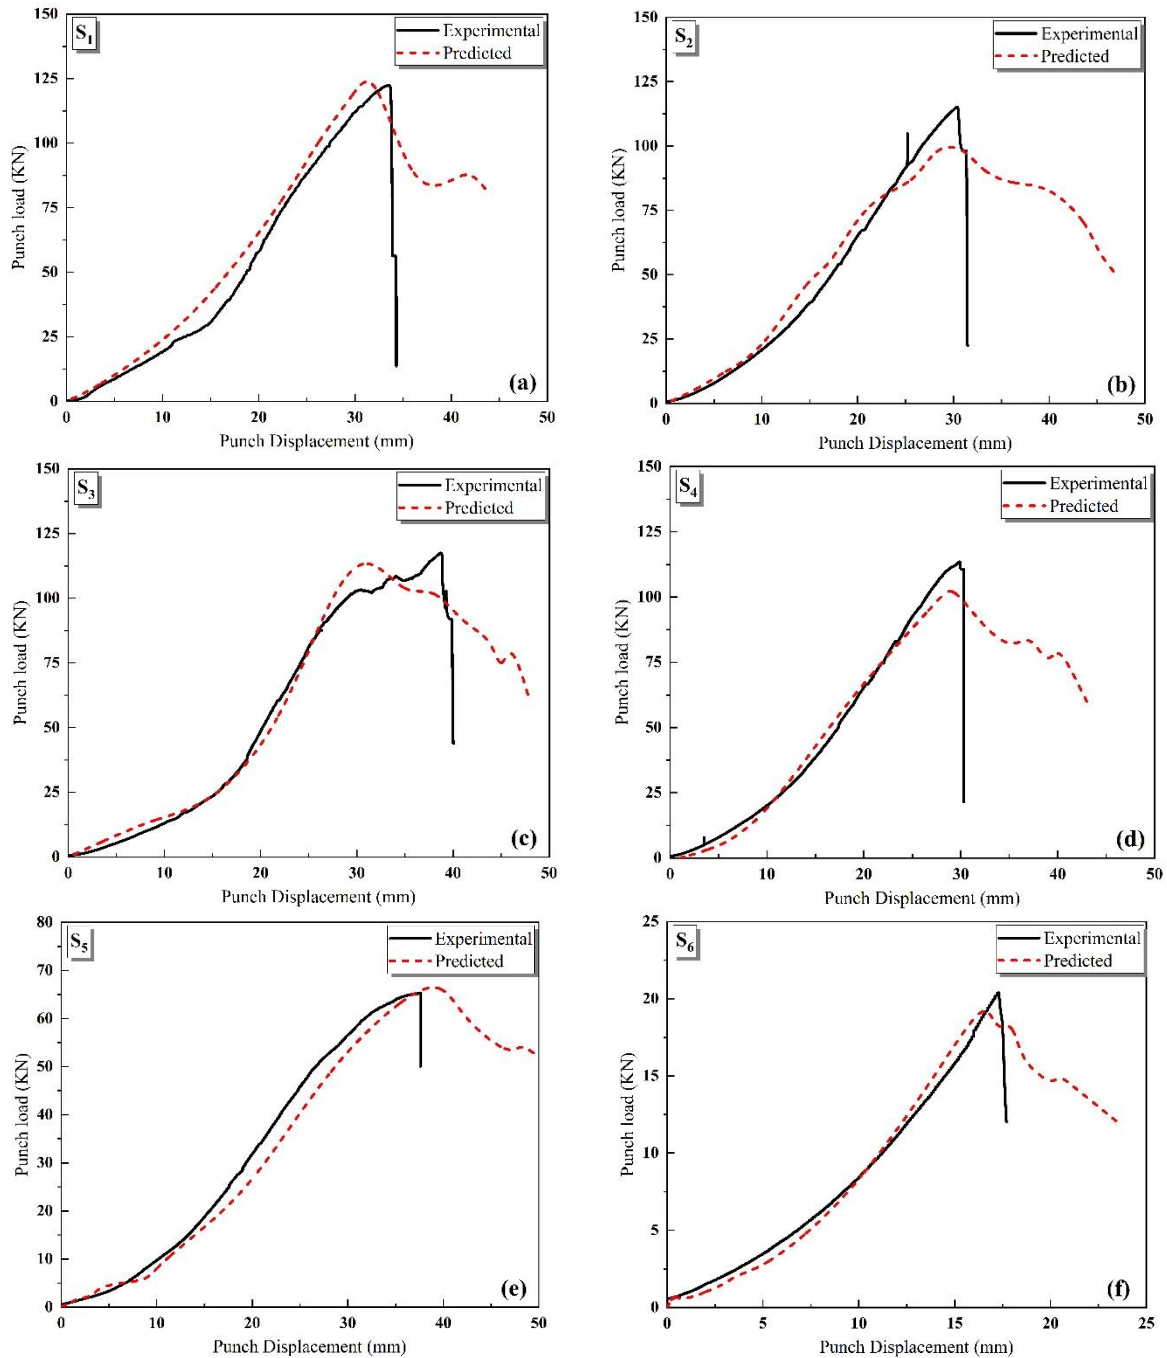 S1
Experimental
Predicted
Punch load (KN)
150
125
100
75
50
25
0
(a)
0 10 20 30 40 50
Punch Displacement (mm)
S2
Experimental
Predicted
Punch load (KN)
150
125
100
75
50
25
0
(b)
0 10 20 30 40 50
Punch Displacement (mm)
S3
Experimental
Predicted
Punch load (KN)
150
125
100
75
50
25
0
(c)
0 10 20 30 40 50
Punch Displacement (mm)
S4
Experimental
Predicted
Punch load (KN)
150
125
100
75
50
25
0
(d)
0 10 20 30 40 50
Punch Displacement (mm)
S5
Experimental
Predicted
Punch load (KN)
80
70
60
50
40
30
20
10
0
(e)
0 10 20 30 40 50
Punch Displacement (mm)
S6
Experimental
Predicted
Punch load (KN)
25
20
15
10
5
0
(f)
0 5 10 15 20 25
Punch Displacement (mm)